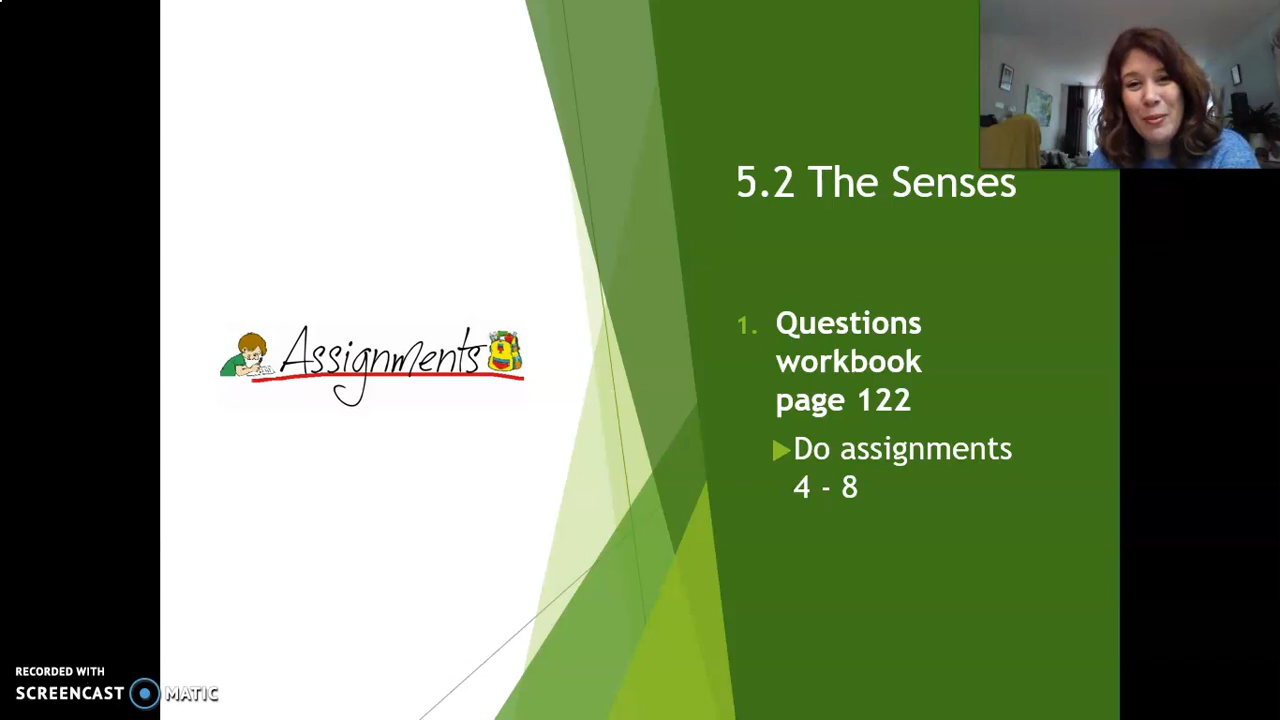 5.2 The Senses
Assignments
1. Questions
workbook
page 122
Do assignments
4 - 8
RECORDED WITH
SCREENCAST MATIC